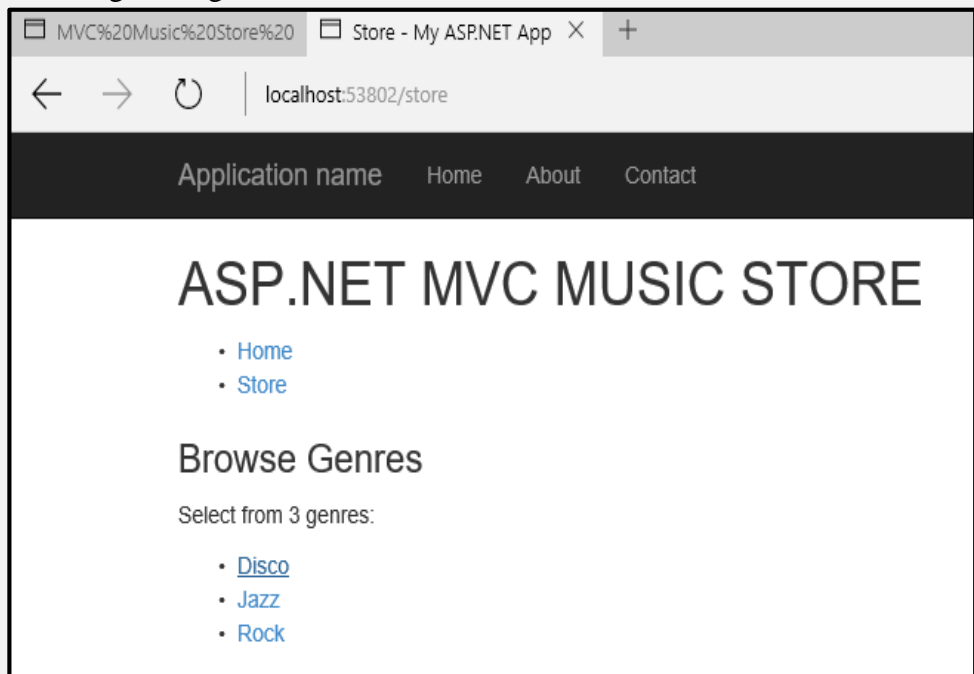 MVC%20Music%20Store%20 Store - My ASP.NET App
localhost:53802/store
Application name Home About Contact
ASP.NET MVC MUSIC STORE
• Home
• Store
Browse Genres
Select from 3 genres:
• Disco
• Jazz
• Rock